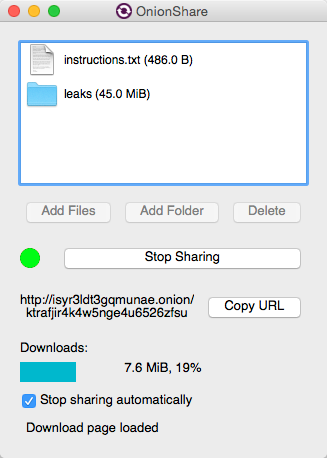 OnionShare
instructions.txt (486.0 B)
leaks (45.0 MiB)
Add Files
Add Folder
Delete
Stop Sharing
http://isyr3ldt3gqmunae.onion/
ktrafjir4k4w5nge4u6526zfsu
Copy URL
Downloads:
7.6 MiB, 19%
Stop sharing automatically
Download page loaded